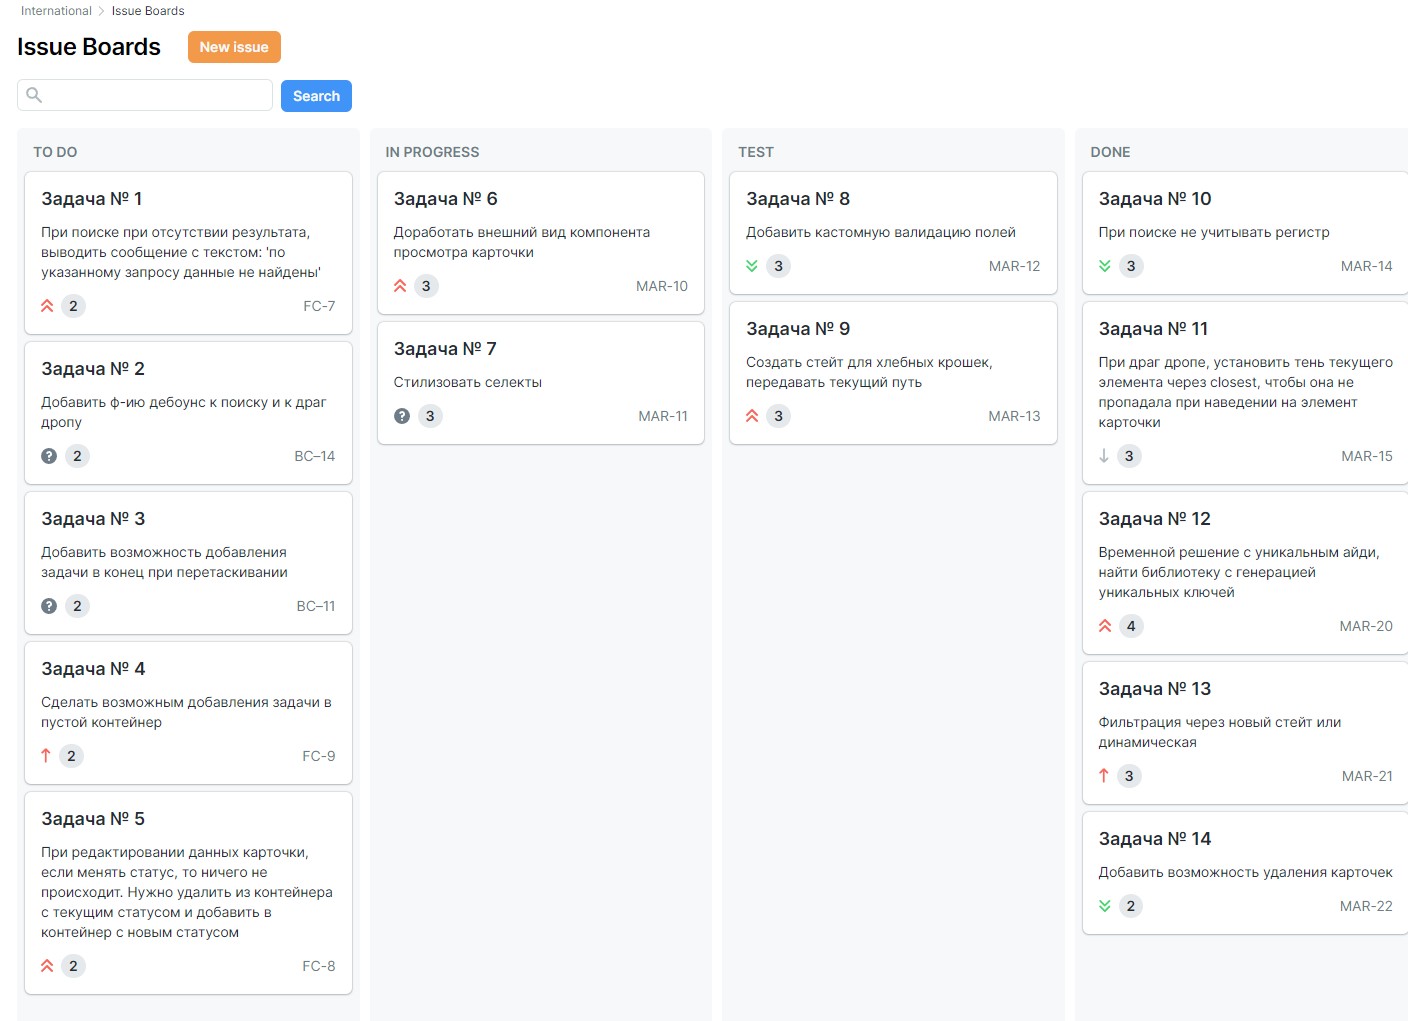 International > Issue Boards
Issue Boards
New issue
Search
TO DO
Задача № 1
При поиске при отсутствии результата,
выводить сообщение с текстом: 'по
указанному запросу данные не найдены'
2 FC-7
Задача № 2
Добавить ф-ию дебоунс к поиску и к драг
дропу
? 2 BC–14
Задача № 3
Добавить возможность добавления
задачи в конец при перетаскивании
? 2 BC–11
Задача № 4
Сделать возможным добавления задачи в
пустой контейнер
2 FC-9
Задача № 5
При редактировании данных карточки,
если менять статус, то ничего не
происходит. Нужно удалить из контейнера
с текущим статусом и добавить в
контейнер с новым статусом
2 FC-8
IN PROGRESS
Задача № 6
Доработать внешний вид компонента
просмотра карточки
3 MAR-10
Задача № 7
Стилизовать селекты
? 3 MAR-11
TEST
Задача № 8
Добавить кастомную валидацию полей
3 MAR-12
Задача № 9
Создать стейт для хлебных крошек,
передавать текущий путь
3 MAR-13
DONE
Задача № 10
При поиске не учитывать регистр
3 MAR-14
Задача № 11
При драг дропе, установить тень текущего
элемента через closest, чтобы она не
пропадала при наведении на элемент
карточки
3 MAR-15
Задача № 12
Временной решение с уникальным айди,
найти библиотеку с генерацией
уникальных ключей
4 MAR-20
Задача № 13
Фильтрация через новый стейт или
динамическая
3 MAR-21
Задача № 14
Добавить возможность удаления карточек
2 MAR-22